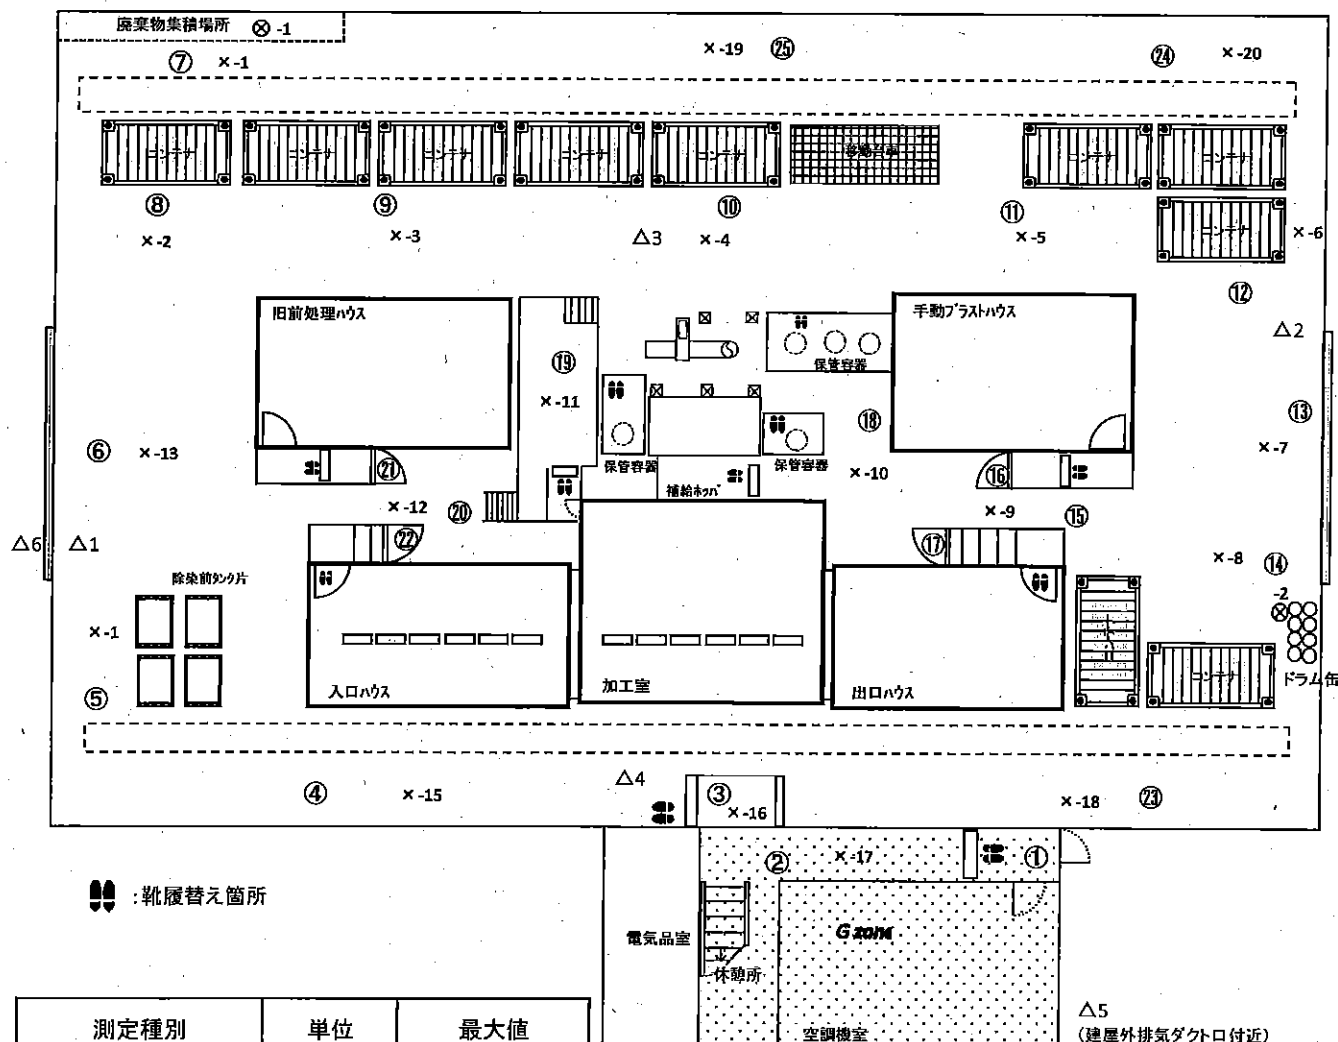 廃棄物集積場所 ⊗ -1
⑦ ×-1
×-19 ㉕
㉔ ×-20
コンテナ コンテナ コンテナ コンテナ コンテナ
コンテナ コンテナ
⑧ ⑨ ⑩ ⑪
コンテナ
×-2 ×-3 △3 ×-4 ×-5 ×-6
⑫
旧前処理ハウス
手動ブラストハウス
△2
保管容器
⑲
×-11
⑱
⑬
⑥ ×-13
×-7
㉑
保管容器
保管容器
×-10
⑯
補給ホッパ
×-12 ⑳
×-9 ⑮
△6 △1
㉒
⑰
×-8 ⑭
除染前タンク片
-2
⊗
×-1
入口ハウス
加工室
出口ハウス
コンテナ
ドラム缶
⑤
④ ×-15 △4 ③ ×-16 ×-18 ㉓
② ×-17 ①
:靴履替え箇所
電気品室
G zone
休憩所
測定種別 単位 最大値
空調機室
△5
(建屋外排気ダクト口付近)